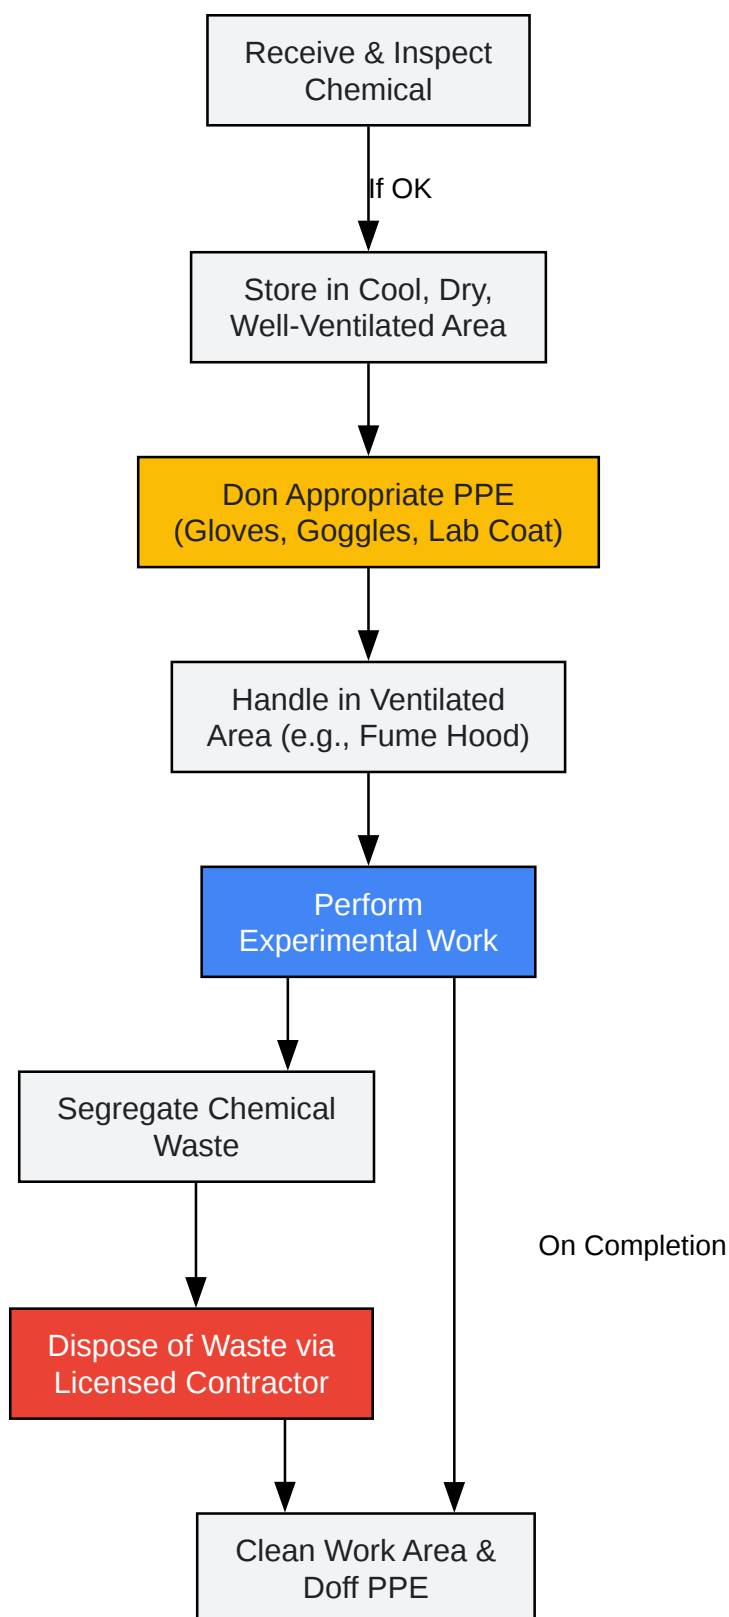 Receive & Inspect
Chemical
If OK
Store in Cool, Dry,
Well-Ventilated Area
Don Appropriate PPE
(Gloves, Goggles, Lab Coat)
Handle in Ventilated
Area (e.g., Fume Hood)
Perform
Experimental Work
Segregate Chemical
Waste
On Completion
Dispose of Waste via
Licensed Contractor
Clean Work Area &
Doff PPE